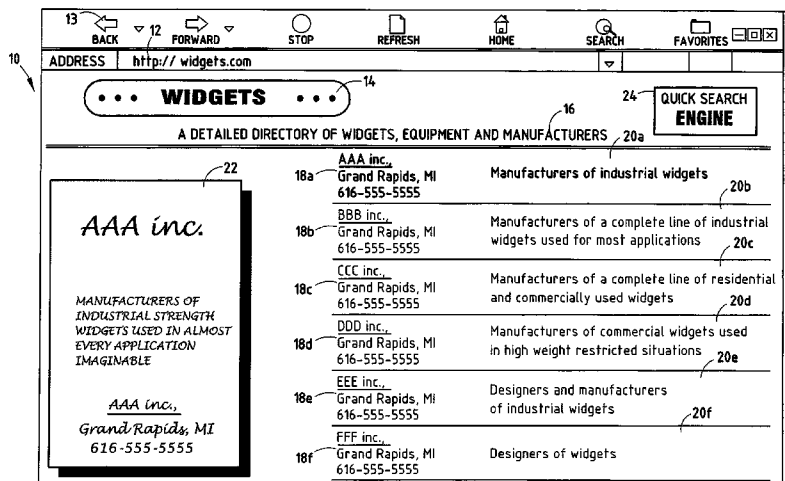 13
12
BACK FORWARD STOP REFRESH HOME SEARCH FAVORITES
10
ADDRESS http:// widgets.com
14
• • • WIDGETS • • •
24
QUICK SEARCH
ENGINE
16
A DETAILED DIRECTORY OF WIDGETS, EQUIPMENT AND MANUFACTURERS
20a
22
AAA inc.
MANUFACTURERS OF
INDUSTRIAL STRENGTH
WIDGETS USED IN ALMOST
EVERY APPLICATION
IMAGINABLE
AAA inc.,
Grand Rapids, MI
616-555-5555
AAA inc.,
18a Grand Rapids, MI
616-555-5555
Manufacturers of industrial widgets
20b
BBB inc.,
18b Grand Rapids, MI
616-555-5555
Manufacturers of a complete line of industrial
widgets used for most applications
20c
CCC inc.,
18c Grand Rapids, MI
616-555-5555
Manufacturers of a complete line of residential
and commercially used widgets
20d
DDD inc.,
18d Grand Rapids, MI
616-555-5555
Manufacturers of commercial widgets used
in high weight restricted situations
20e
EEE inc.,
18e Grand Rapids, MI
616-555-5555
Designers and manufacturers
of industrial widgets
20f
FFF inc.,
18f Grand Rapids, MI
616-555-5555
Designers of widgets